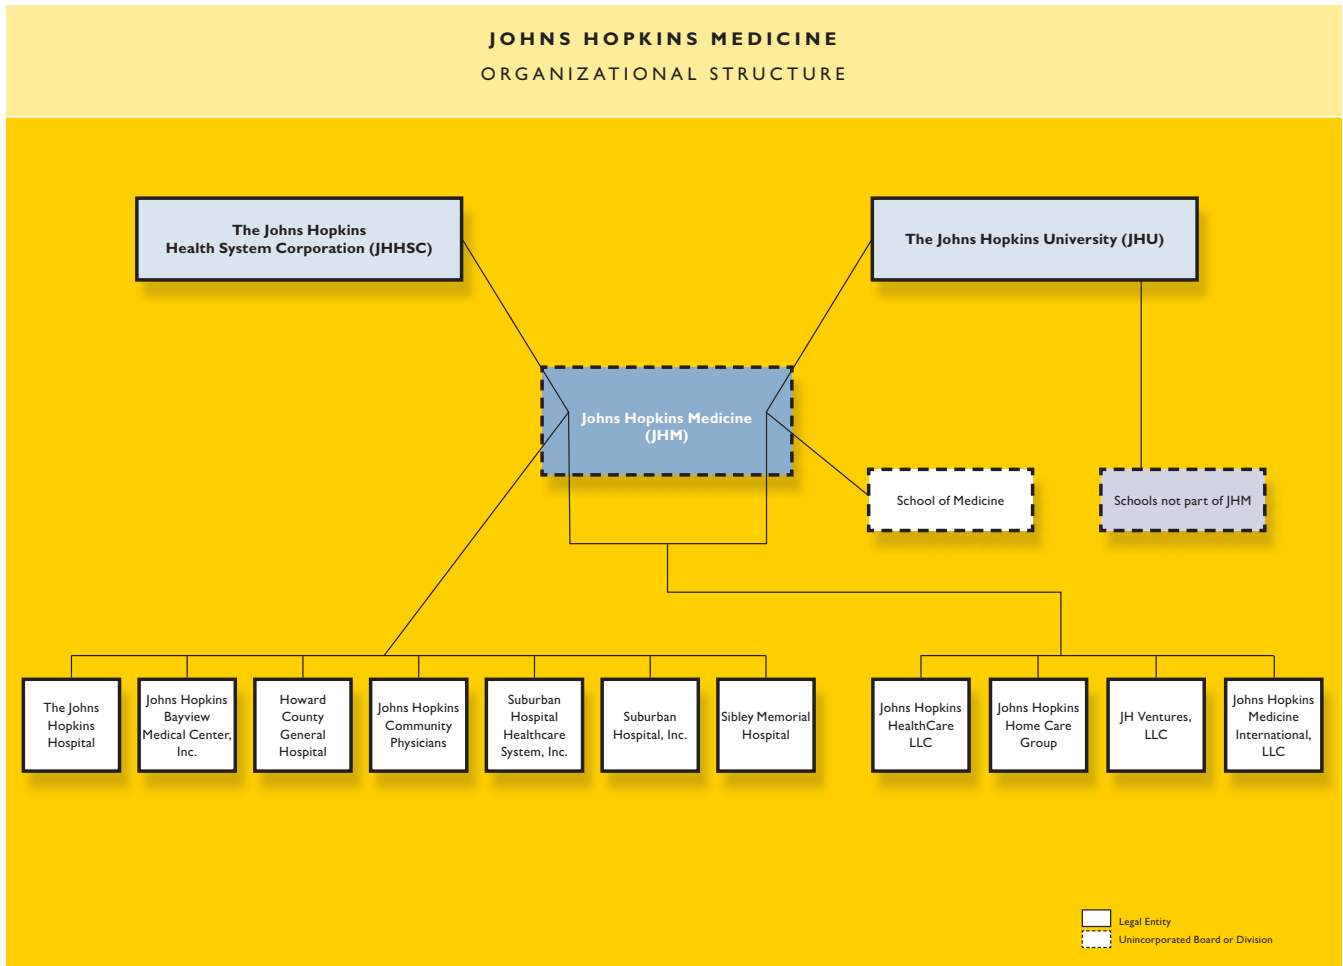 JOHNS HOPKINS MEDICINE
ORGANIZATIONAL STRUCTURE
The Johns Hopkins
Health System Corporation (JHHSC)
The Johns Hopkins University (JHU)
Johns Hopkins Medicine
(JHM)
School of Medicine
Schools not part of JHM
The Johns
Hopkins
Hospital
Johns Hopkins
Bayview
Medical Center,
Inc.
Howard
County
General
Hospital
Johns Hopkins
Community
Physicians
Suburban
Hospital
Healthcare
System, Inc.
Suburban
Hospital, Inc.
Sibley Memorial
Hospital
Johns Hopkins
HealthCare
LLC
Johns Hopkins
Home Care
Group
JH Ventures,
LLC
Johns Hopkins
Medicine
International,
LLC
Legal Entity
Unincorporated Board or Division